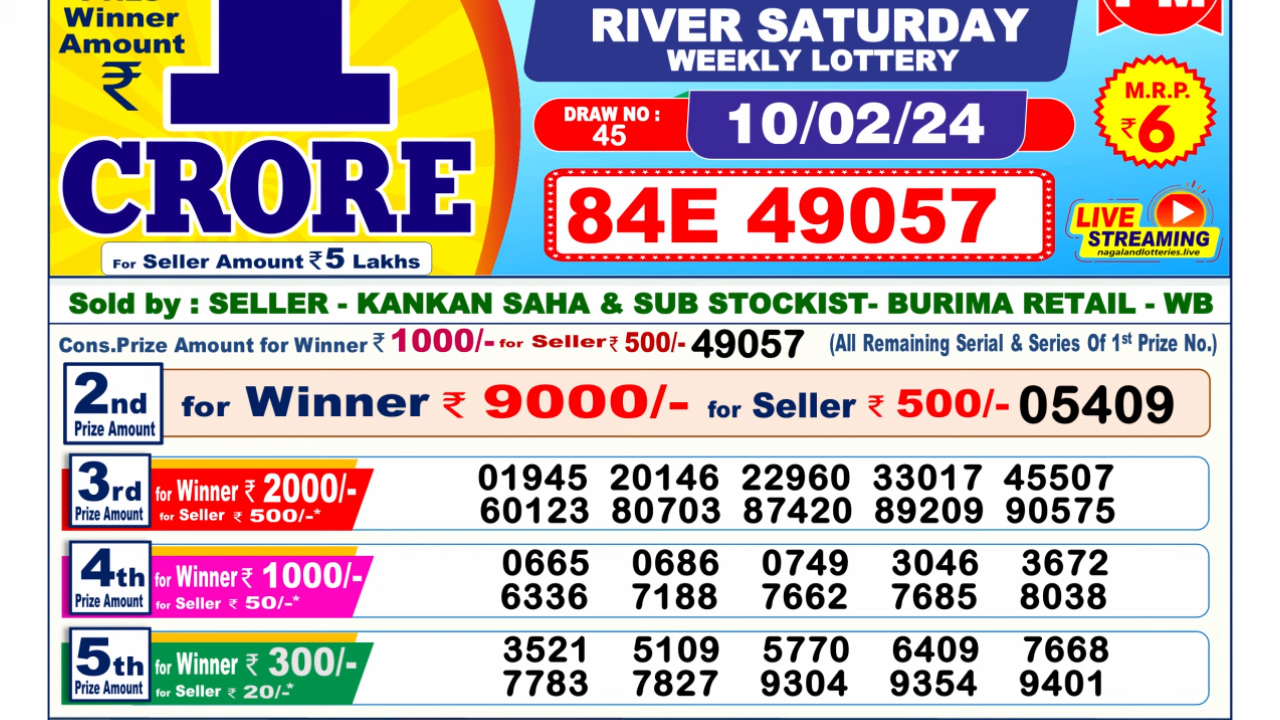 Winner
Amount
₹
1
CRORE
For Seller Amount ₹5 Lakhs
RIVER SATURDAY
WEEKLY LOTTERY
DRAW NO :
45
10/02/24
M.R.P.
₹6
84E 49057
LIVE
STREAMING
nagalandlotteries.live
Sold by : SELLER - KANKAN SAHA & SUB STOCKIST- BURIMA RETAIL - WB
Cons.Prize Amount for Winner ₹ 1000/- for Seller ₹ 500/- 49057 (All Remaining Serial & Series Of 1st Prize No.)
2nd
Prize Amount
for Winner ₹ 9000/- for Seller ₹ 500/- 05409
3rd
Prize Amount
for Winner ₹ 2000/-
for Seller ₹ 500/-*
01945 20146 22960 33017 45507
60123 80703 87420 89209 90575
4th
Prize Amount
for Winner ₹ 1000/-
for Seller ₹ 50/-*
0665 0686 0749 3046 3672
6336 7188 7662 7685 8038
5th
Prize Amount
for Winner ₹ 300/-
for Seller ₹ 20/-*
3521 5109 5770 6409 7668
7783 7827 9304 9354 9401